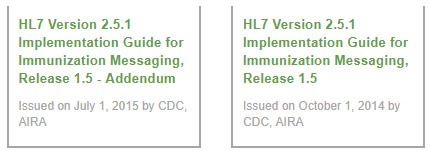 HL7 Version 2.5.1
Implementation Guide for
Immunization Messaging,
Release 1.5 - Addendum
Issued on July 1, 2015 by CDC,
AIRA
HL7 Version 2.5.1
Implementation Guide for
Immunization Messaging,
Release 1.5
Issued on October 1, 2014 by
CDC, AIRA